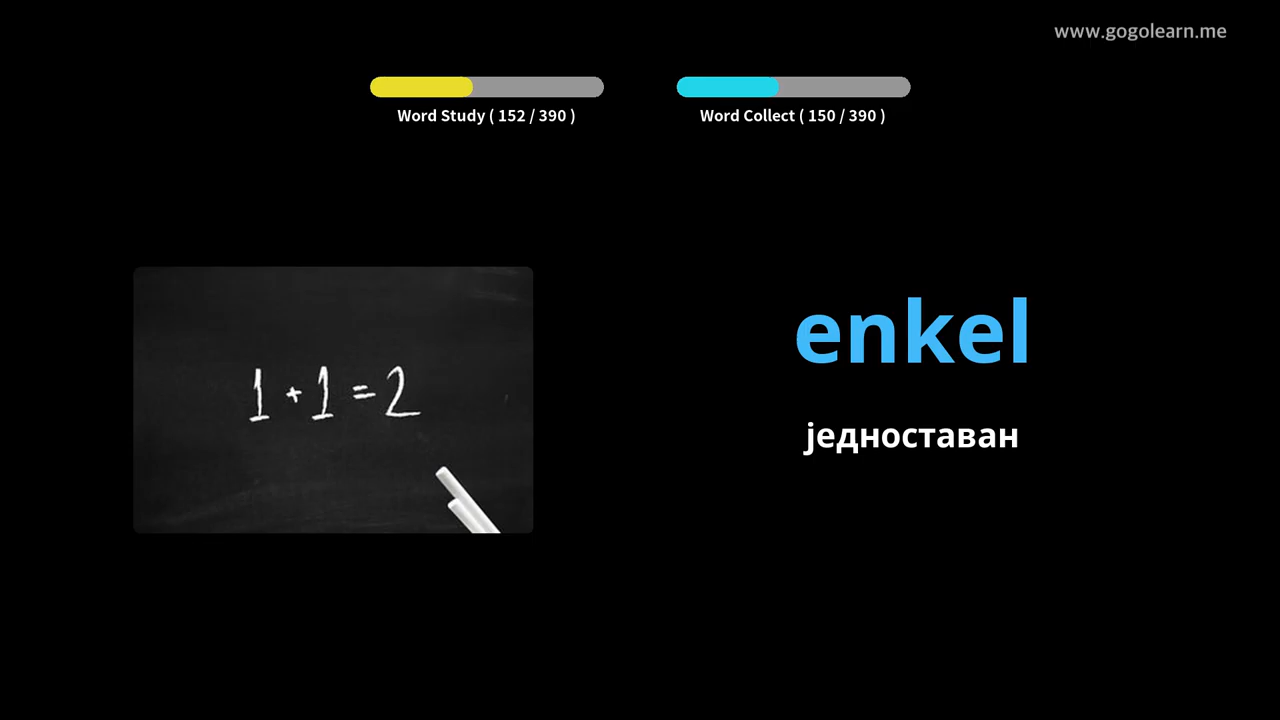 www.gogolearn.me
Word Study ( 152 / 390 )
Word Collect ( 150 / 390 )
1 + 1 = 2
enkel
једноставан